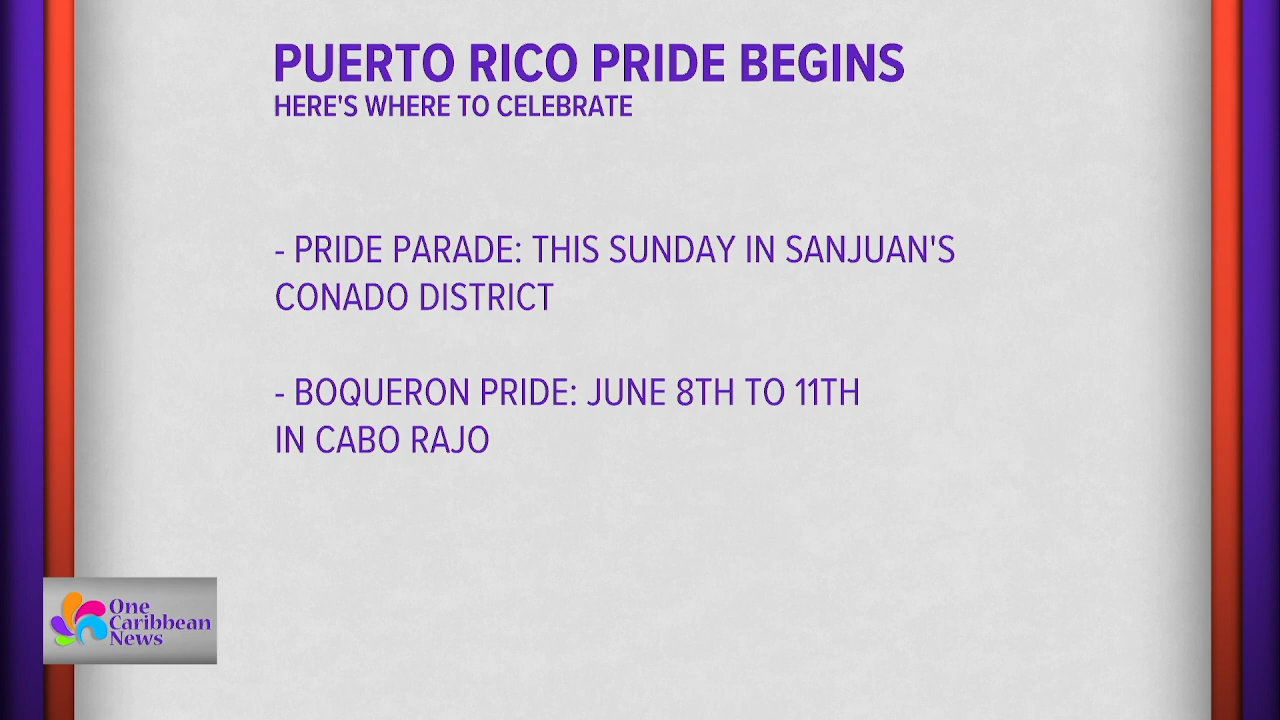 PUERTO RICO PRIDE BEGINS
HERE'S WHERE TO CELEBRATE
- PRIDE PARADE: THIS SUNDAY IN SANJUAN'S
CONADO DISTRICT
- BOQUERON PRIDE: JUNE 8TH TO 11TH
IN CABO RAJO
One
Caribbean
News